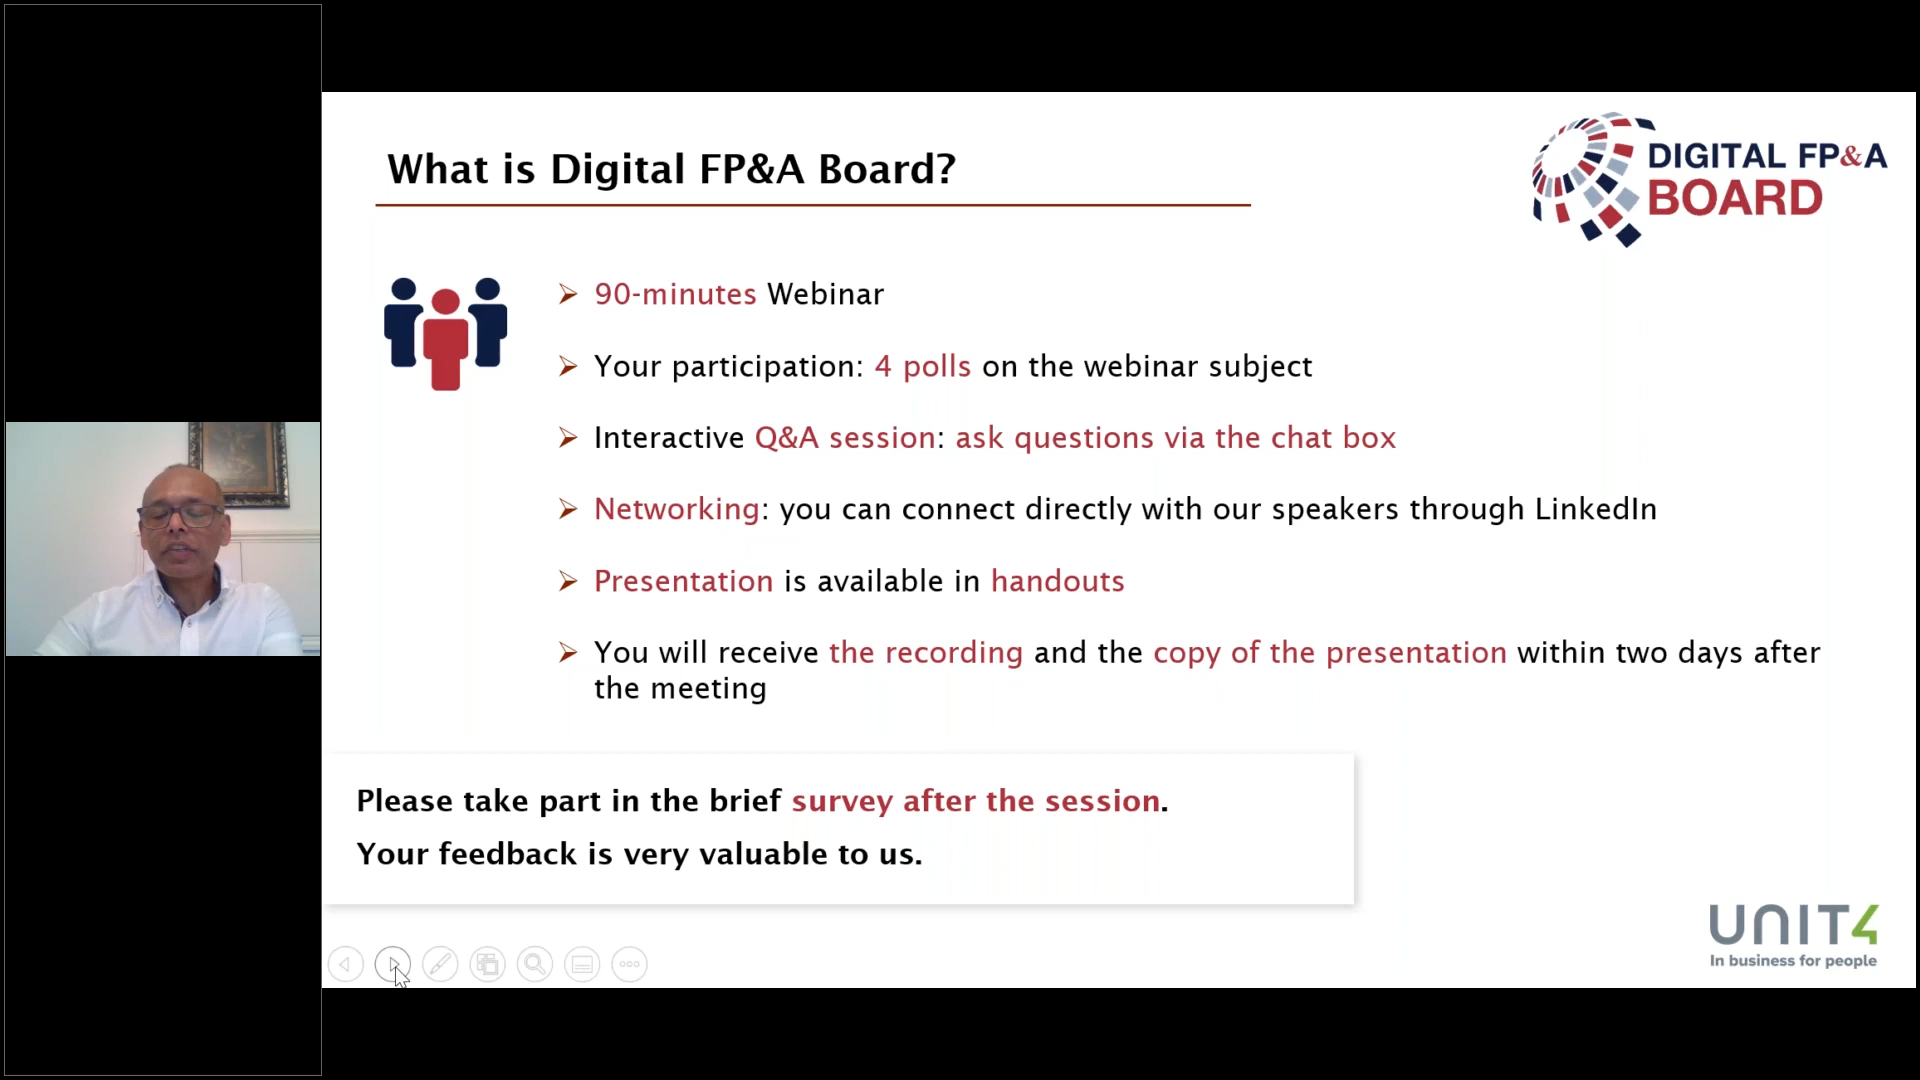 What is Digital FP&A Board?
DIGITAL FP&A
BOARD
90-minutes Webinar
Your participation: 4 polls on the webinar subject
Interactive Q&A session: ask questions via the chat box
Networking: you can connect directly with our speakers through LinkedIn
Presentation is available in handouts
You will receive the recording and the copy of the presentation within two days after
the meeting
Please take part in the brief survey after the session.
Your feedback is very valuable to us.
UNIT4
In business for people